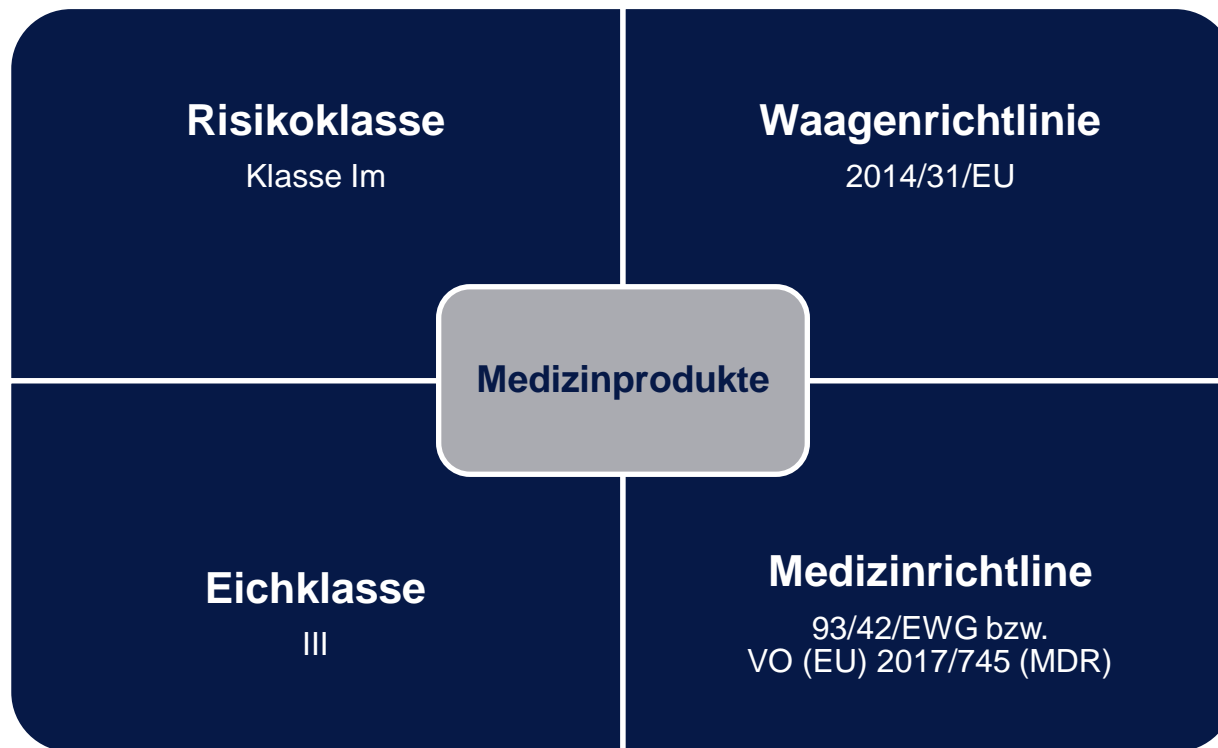 Risikoklasse
Klasse Im
Waagenrichtlinie
2014/31/EU
Medizinprodukte
Eichklasse
III
Medizinrichtline
93/42/EWG bzw.
VO (EU) 2017/745 (MDR)